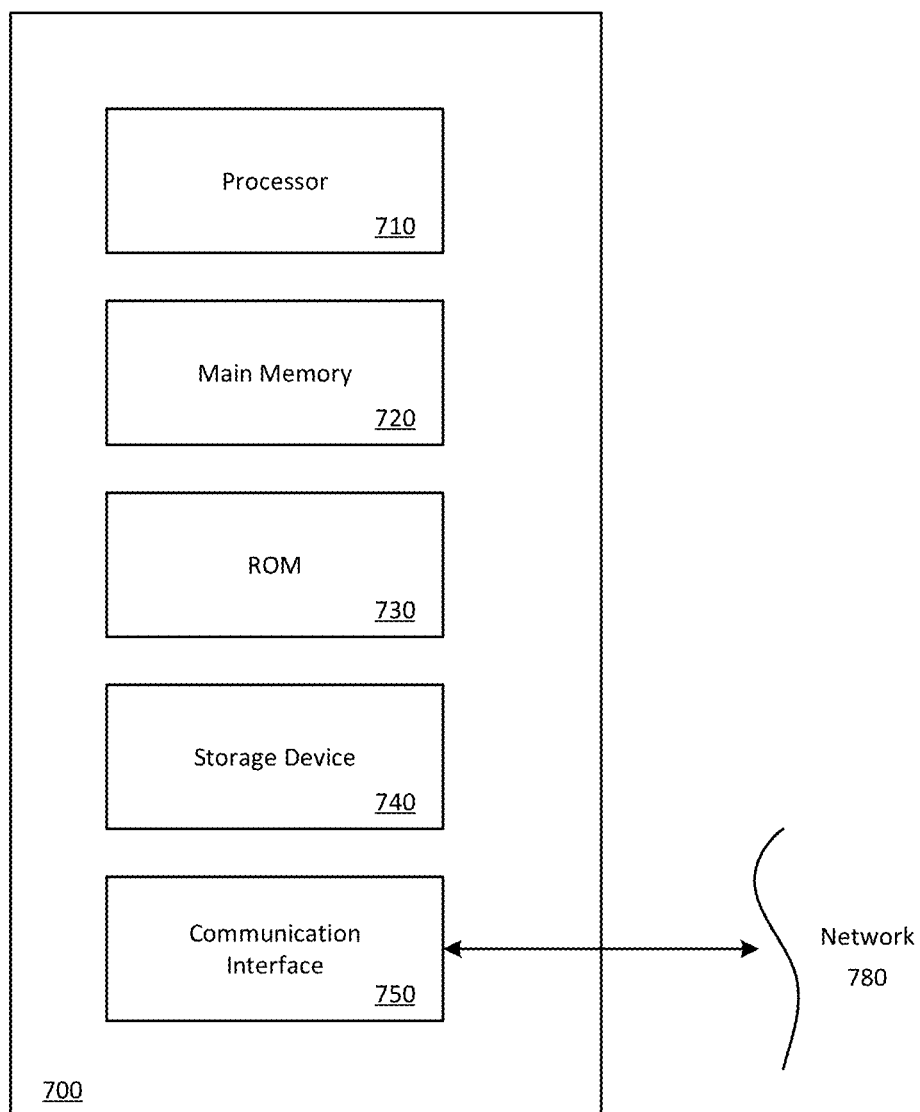 Processor
710
Main Memory
720
ROM
730
Storage Device
740
Communication
Interface
750
Network
780
700